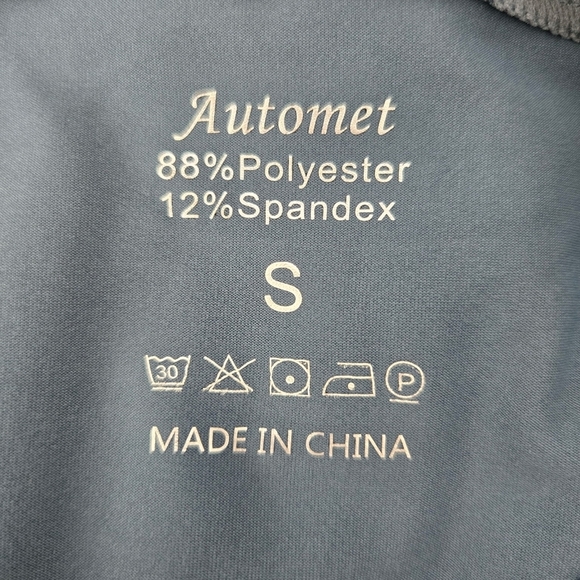 Automet
88%Polyester
12%Spandex
S
30 P
MADE IN CHINA